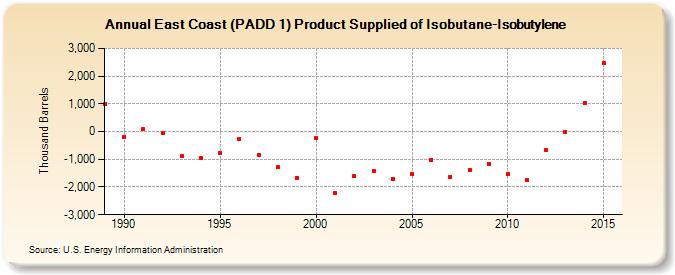 Annual East Coast (PADD 1) Product Supplied of Isobutane-Isobutylene
Thousand Barrels
3,000
2,000
1,000
0
-1,000
-2,000
-3,000
1990 1995 2000 2005 2010 2015
Source: U.S. Energy Information Administration